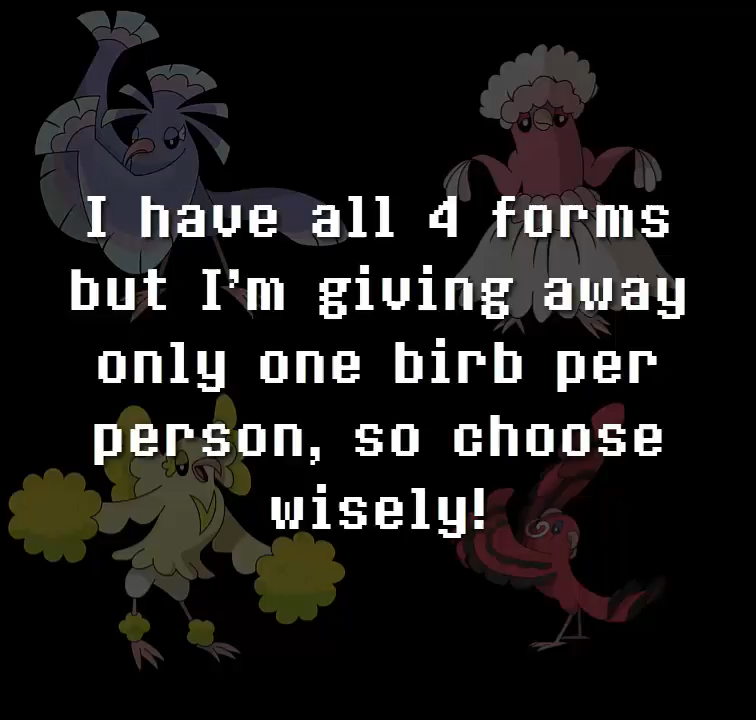 I have all 4 forms
but I'm giving away
only one birb per
person, so choose
wisely!